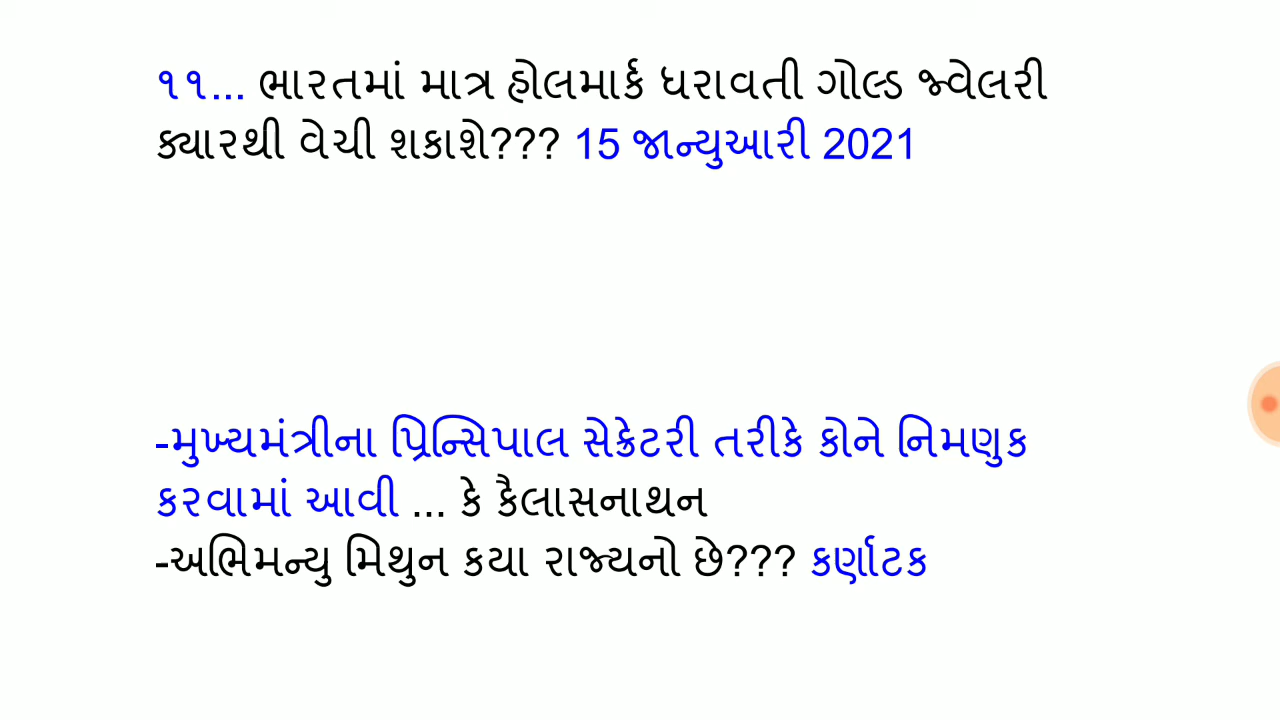 ૧૧... ભારતમાં માત્ર હોલમાર્ક ધરાવતી ગોલ્ડ જ્વેલરી
ક્યારથી વેચી શકાશે??? 15 જાન્યુઆરી 2021
-મુખ્યમંત્રીના પ્રિન્સિપાલ સેક્રેટરી તરીકે કોને નિમણુક
કરવામાં આવી ... કે કૈલાસનાથન
-અભિમન્યુ મિથુન કયા રાજ્યનો છે??? કર્ણાટક